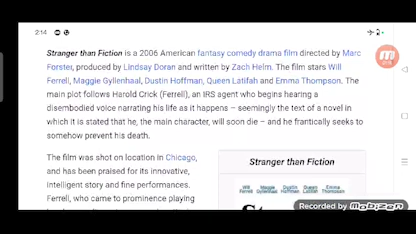 2:14
Stranger than Fiction is a 2006 American fantasy comedy drama film directed by Marc
Forster, produced by Lindsay Doran and written by Zach Helm. The film stars Will
Ferrell, Maggie Gyllenhaal, Dustin Hoffman, Queen Latifah and Emma Thompson. The
main plot follows Harold Crick (Ferrell), an IRS agent who begins hearing a
disembodied voice narrating his life as it happens – seemingly the text of a novel in
which it is stated that he, the main character, will soon die – and he frantically seeks to
somehow prevent his death.
The film was shot on location in Chicago,
and has been praised for its innovative,
intelligent story and fine performances.
Ferrell, who came to prominence playing
Stranger than Fiction
Will Ferrell Maggie Gyllenhaal Dustin Hoffman Queen Latifah Emma Thompson
Recorded by Mobizen